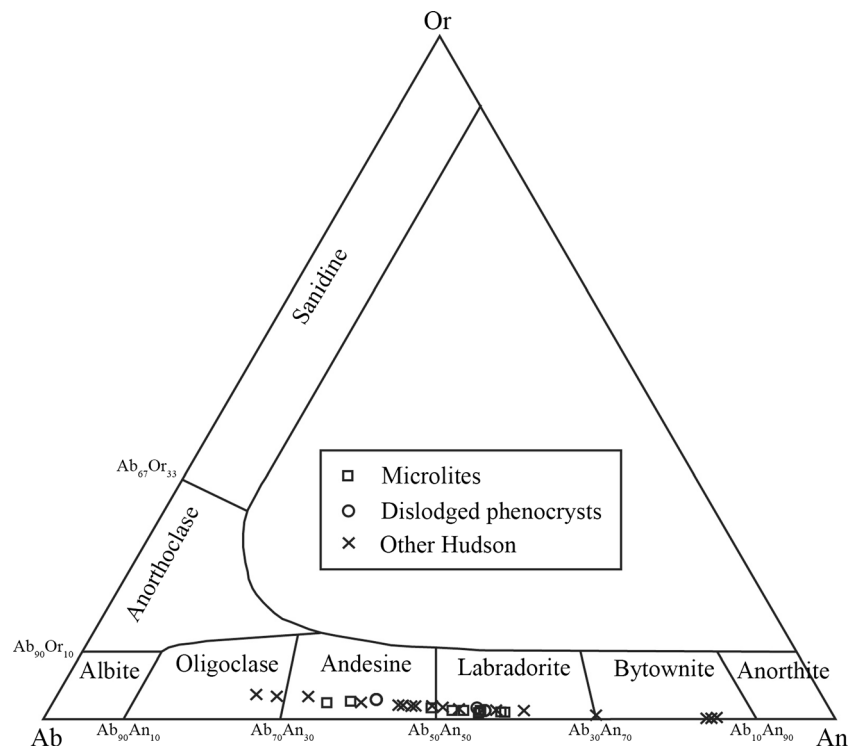 Or
Sanidine
Microlites
Dislodged phenocrysts
Other Hudson
Ab₆₇Or₃₃
Anorthoclase
Ab₉₀Or₁₀
Albite
Oligoclase
Andesine
Labradorite
Bytownite
Anorthite
Ab
Ab₉₀An₁₀
Ab₇₀An₃₀
Ab₅₀An₅₀
Ab₃₀An₇₀
Ab₁₀An₉₀
An